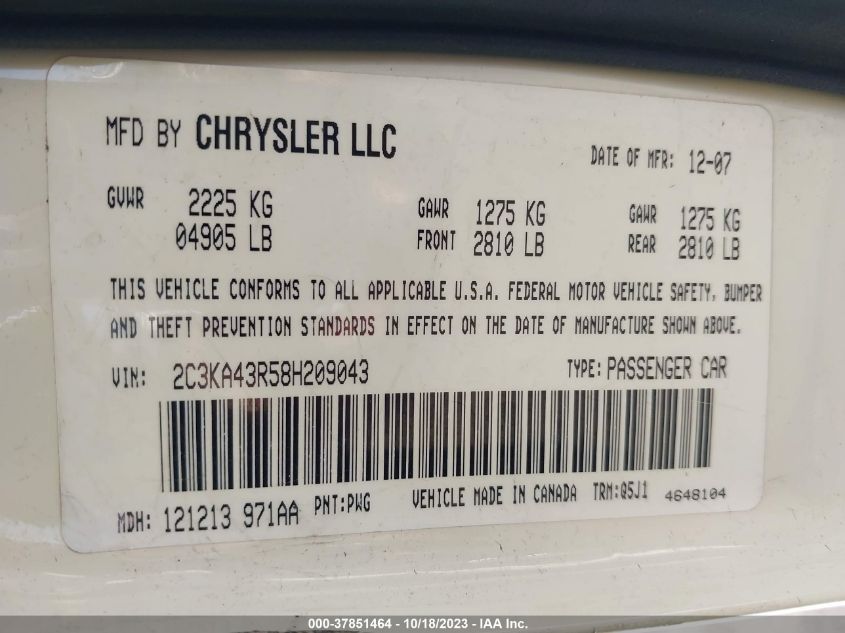 MFD BY CHRYSLER LLC
DATE OF MFR: 12-07
GVWR 2225 KG
04905 LB
GAWR 1275 KG
FRONT 2810 LB
GAWR 1275 KG
REAR 2810 LB
THIS VEHICLE CONFORMS TO ALL APPLICABLE U.S.A. FEDERAL MOTOR VEHICLE SAFETY, BUMPER
AND THEFT PREVENTION STANDARDS IN EFFECT ON THE DATE OF MANUFACTURE SHOWN ABOVE.
VIN: 2C3KA43R58H209043
TYPE: PASSENGER CAR
MDH: 121213 971AA PNT:PWG VEHICLE MADE IN CANADA TRM:Q5J1 4648104
000-37851464 - 10/18/2023 - IAA Inc.